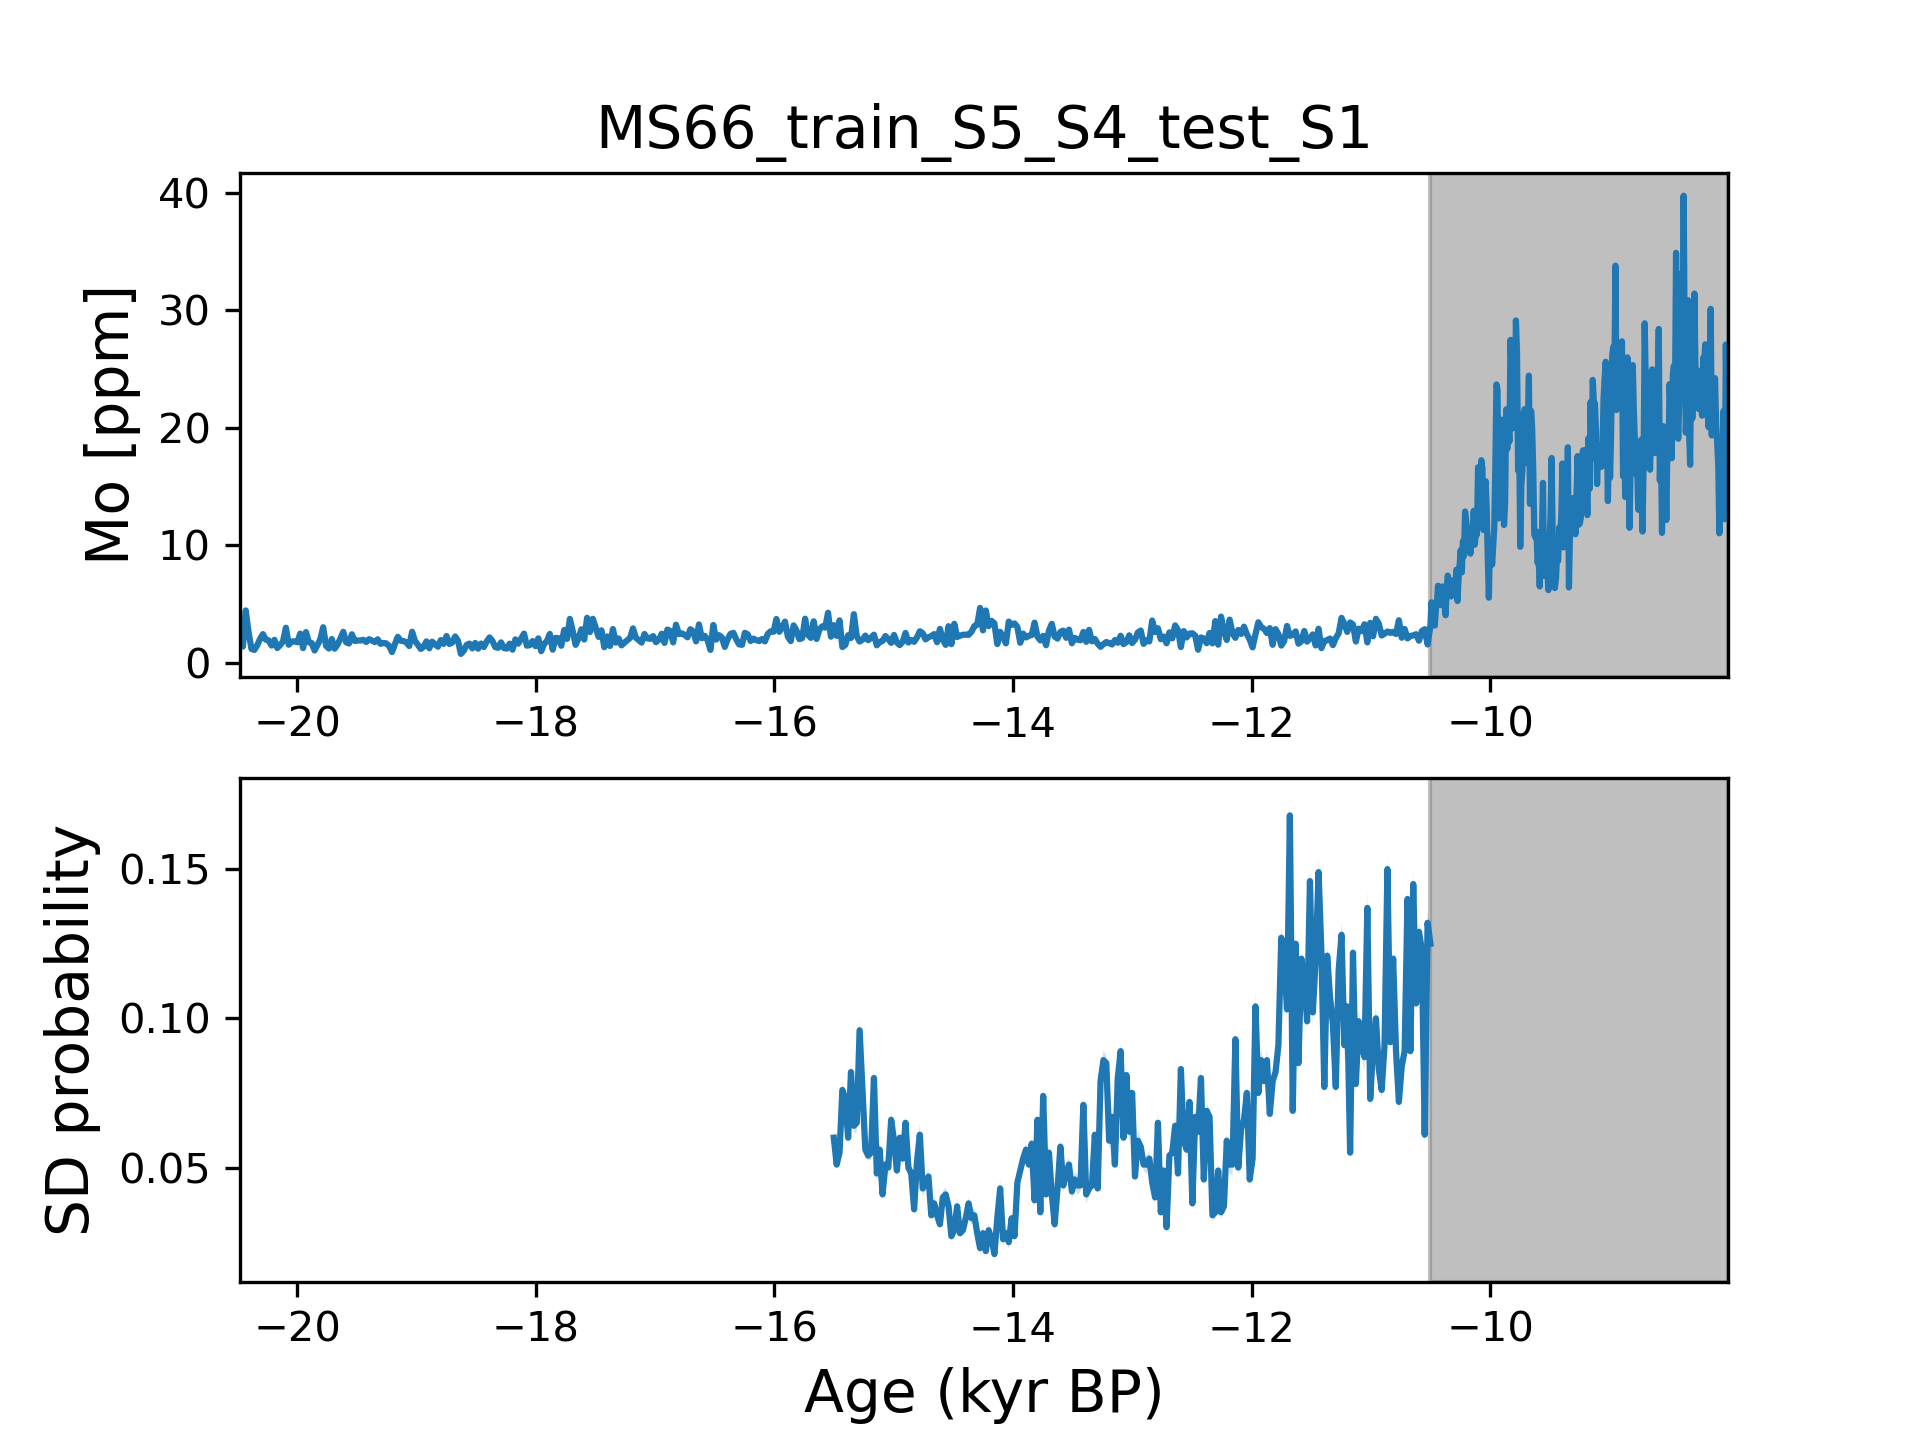 MS66_train_S5_S4_test_S1
Mo [ppm]
40
30
20
10
0
−20 −18 −16 −14 −12 −10
SD probability
0.15
0.10
0.05
−20 −18 −16 −14 −12 −10
Age (kyr BP)